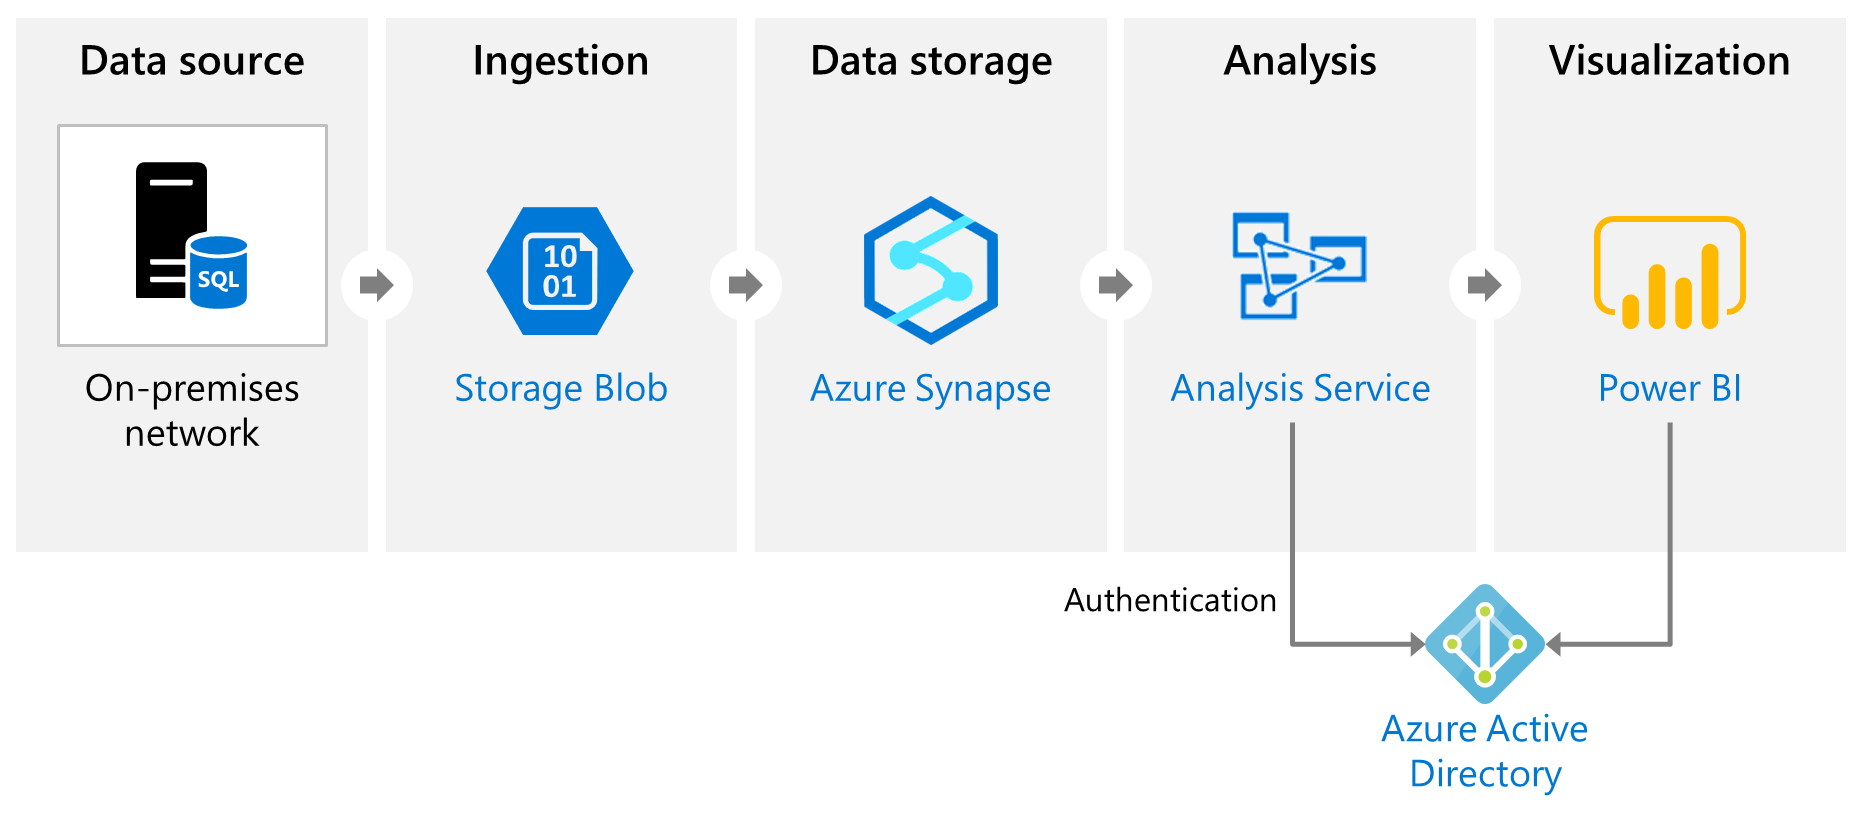 Data source
Ingestion
Data storage
Analysis
Visualization
SQL
10
01
On-premises
network
Storage Blob
Azure Synapse
Analysis Service
Power BI
Authentication
Azure Active
Directory